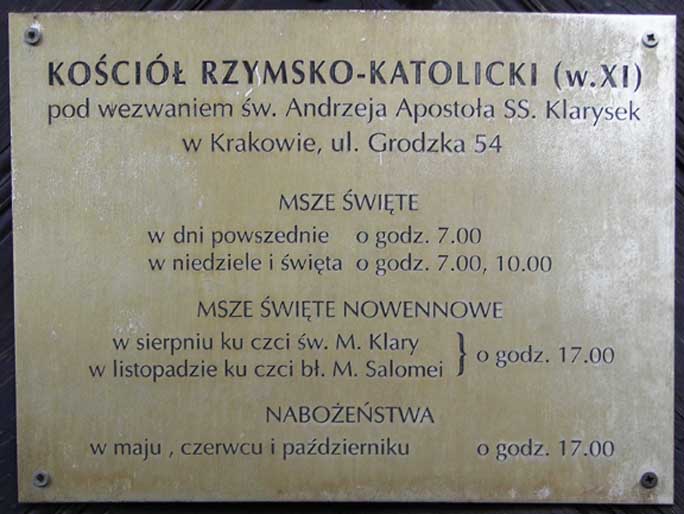 KOŚCIÓŁ RZYMSKO-KATOLICKI (w.XI)
pod wezwaniem św. Andrzeja Apostoła SS. Klarysek
w Krakowie, ul. Grodzka 54
MSZE ŚWIĘTE
w dni powszednie o godz. 7.00
w niedziele i święta o godz. 7.00, 10.00
MSZE ŚWIĘTE NOWENNOWE
w sierpniu ku czci św. M. Klary
w listopadzie ku czci bł. M. Salomei } o godz. 17.00
NABOŻEŃSTWA
w maju , czerwcu i październiku o godz. 17.00